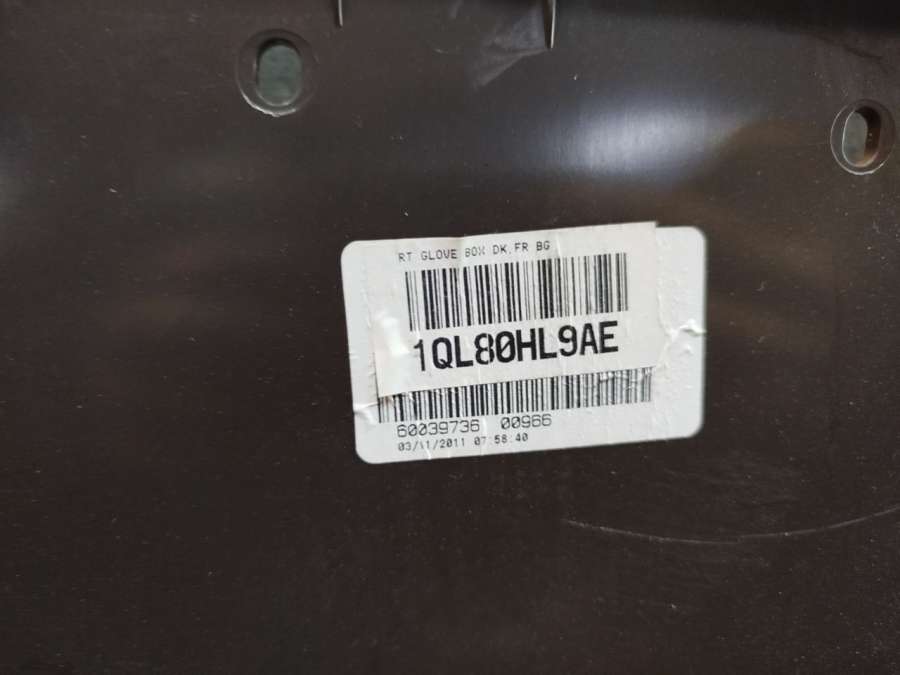 RT GLOVE BOX DK.FR BG
1QL80HL9AE
60039736 00966
03/11/2011 07:58:40